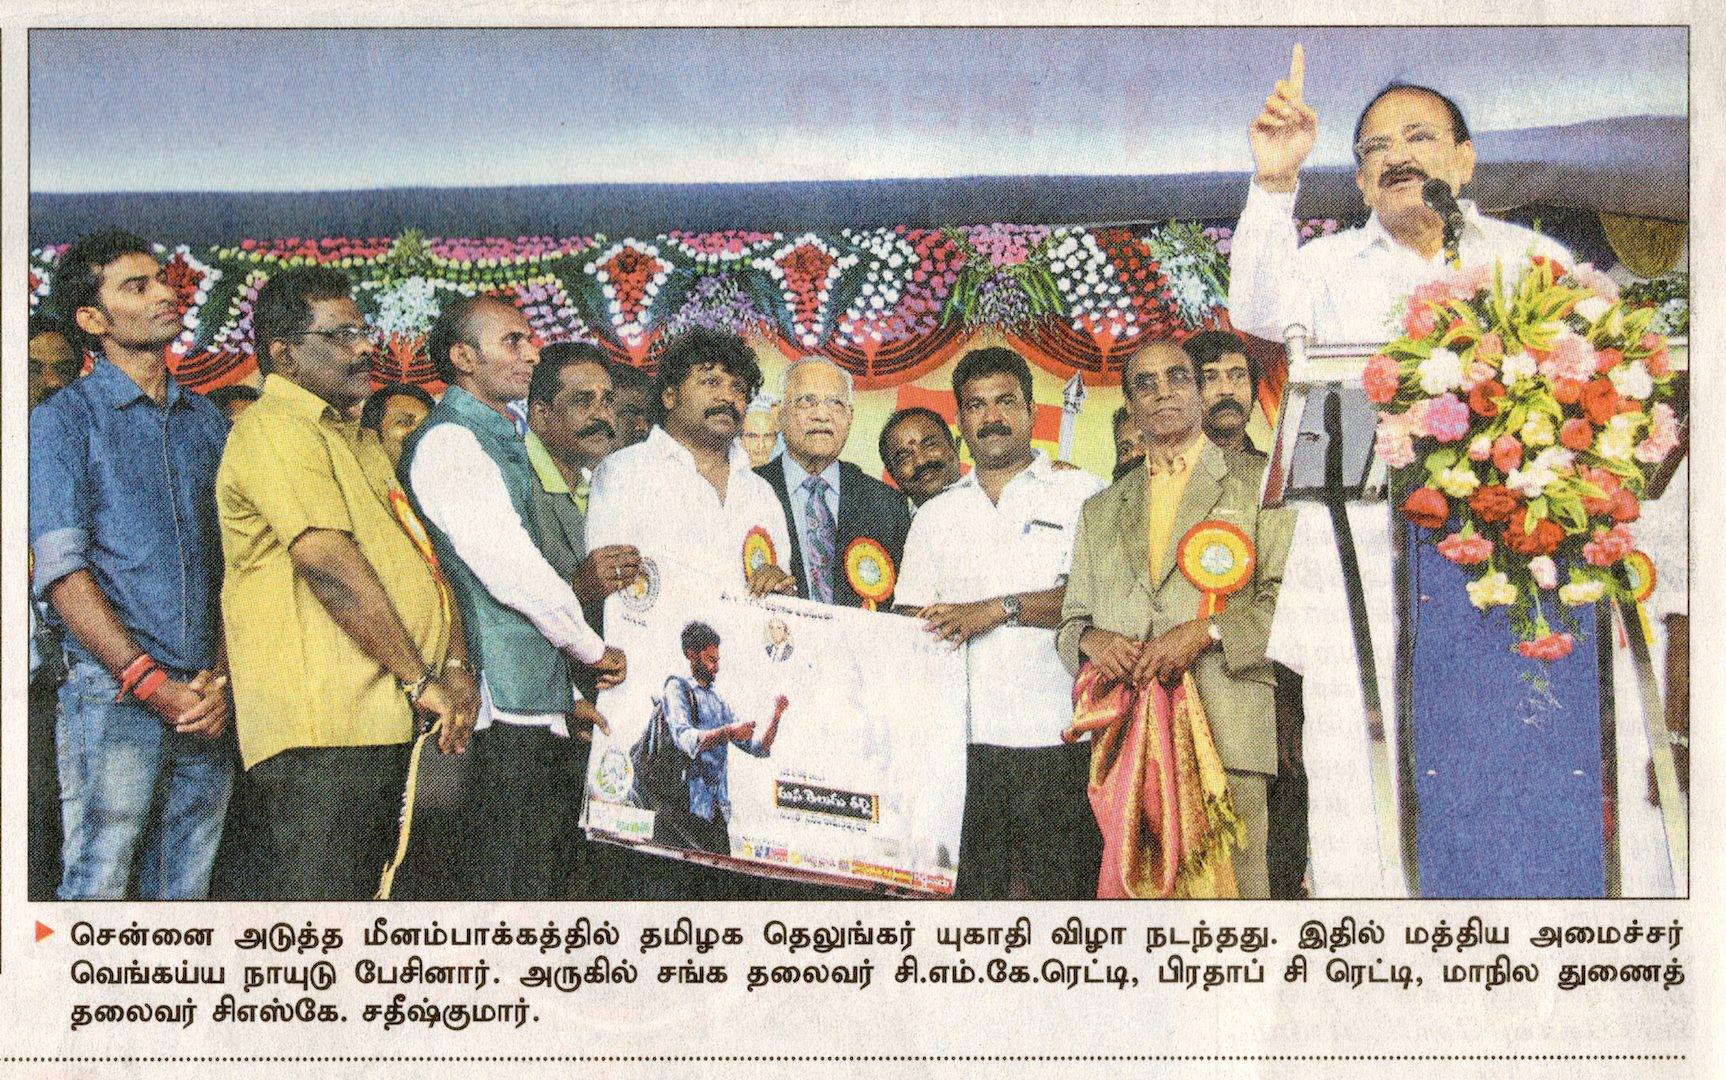 சென்னை அடுத்த மீனம்பாக்கத்தில் தமிழக தெலுங்கர் யுகாதி விழா நடந்தது. இதில் மத்திய அமைச்சர்
வெங்கய்ய நாயுடு பேசினார். அருகில் சங்க தலைவர் சி.எம்.கே.ரெட்டி, பிரதாப் சி ரெட்டி, மாநில துணைத்
தலைவர் சிஎஸ்கே. சதீஷ்குமார்.